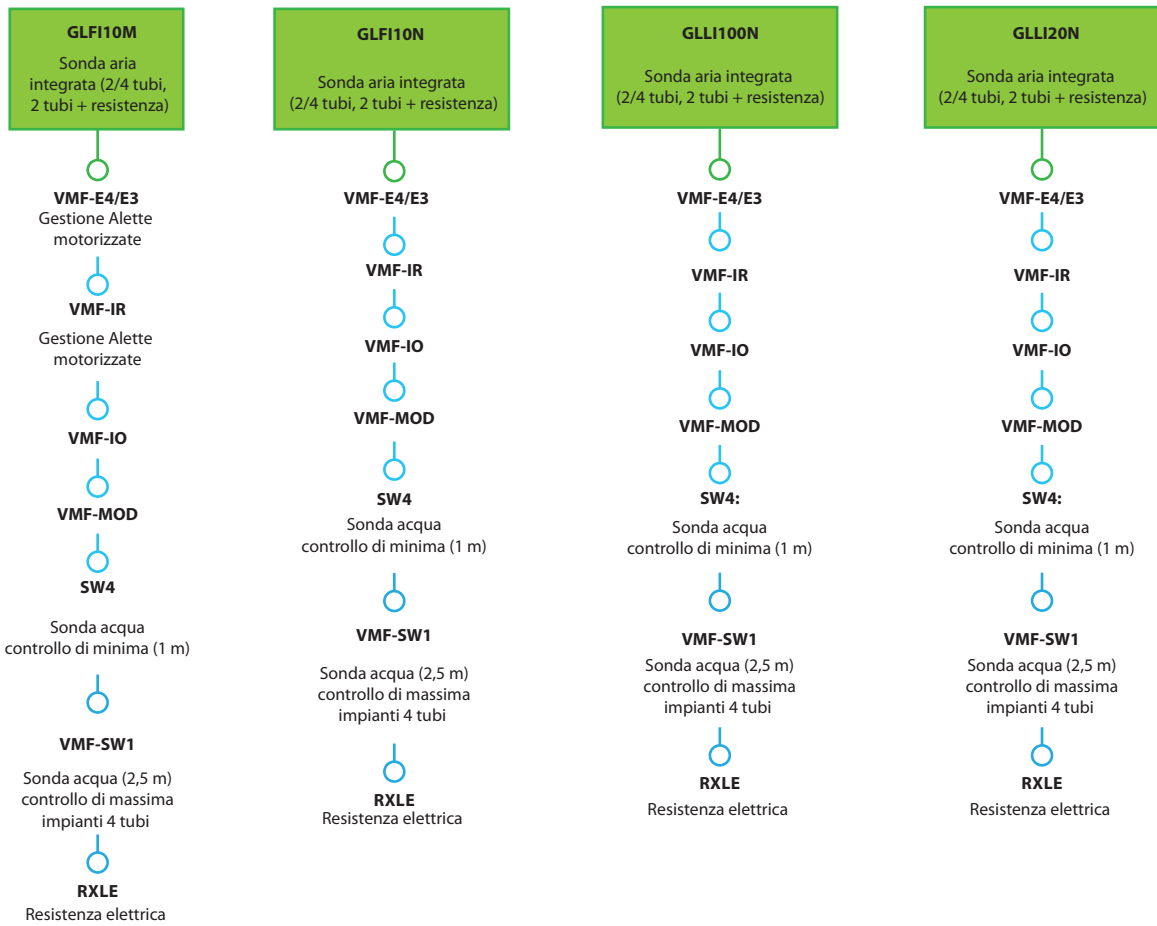 GLFI10M
Sonda aria
integrata (2/4 tubi,
2 tubi + resistenza)
VMF-E4/E3
Gestione Alette
motorizzate
VMF-IR
Gestione Alette
motorizzate
VMF-IO
VMF-MOD
SW4
Sonda acqua
controllo di minima (1 m)
VMF-SW1
Sonda acqua (2,5 m)
controllo di massima
impianti 4 tubi
RXLE
Resistenza elettrica
GLFI10N
Sonda aria integrata
(2/4 tubi, 2 tubi + resistenza)
VMF-E4/E3
VMF-IR
VMF-IO
VMF-MOD
SW4
Sonda acqua
controllo di minima (1 m)
VMF-SW1
Sonda acqua (2,5 m)
controllo di massima
impianti 4 tubi
RXLE
Resistenza elettrica
GLLI100N
Sonda aria integrata
(2/4 tubi, 2 tubi + resistenza)
VMF-E4/E3
VMF-IR
VMF-IO
VMF-MOD
SW4:
Sonda acqua
controllo di minima (1 m)
VMF-SW1
Sonda acqua (2,5 m)
controllo di massima
impianti 4 tubi
RXLE
Resistenza elettrica
GLLI20N
Sonda aria integrata
(2/4 tubi, 2 tubi + resistenza)
VMF-E4/E3
VMF-IR
VMF-IO
VMF-MOD
SW4:
Sonda acqua
controllo di minima (1 m)
VMF-SW1
Sonda acqua (2,5 m)
controllo di massima
impianti 4 tubi
RXLE
Resistenza elettrica